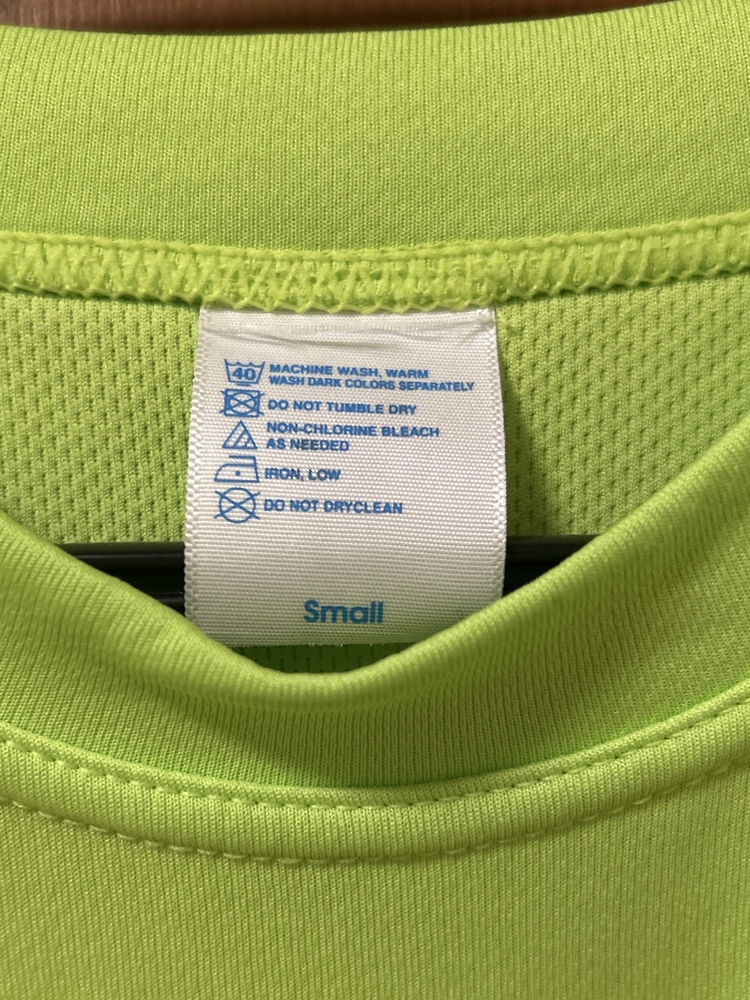 40 MACHINE WASH, WARM
WASH DARK COLORS SEPARATELY
DO NOT TUMBLE DRY
NON-CHLORINE BLEACH
AS NEEDED
IRON, LOW
DO NOT DRYCLEAN
Small